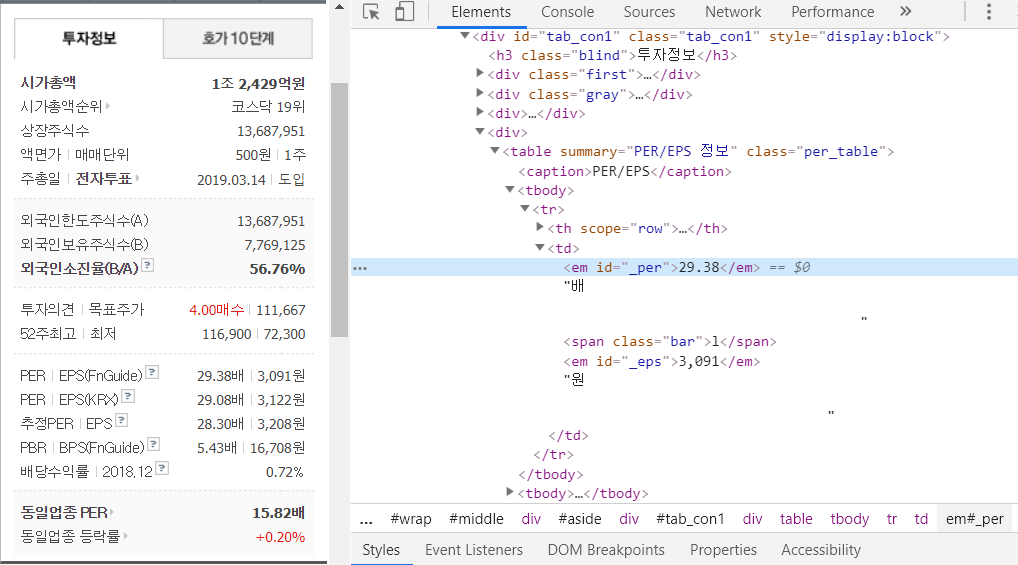 투자정보 호가10단계
시가총액 1조 2,429억원
시가총액순위 코스닥 19위
상장주식수 13,687,951
액면가 | 매매단위 500원 | 1주
주총일 | 전자투표 2019.03.14 | 도입
외국인한도주식수(A) 13,687,951
외국인보유주식수(B) 7,769,125
외국인소진율(B/A) ? 56.76%
투자의견 | 목표주가 4.00매수 | 111,667
52주최고 | 최저 116,900 | 72,300
PER | EPS(FnGuide) ? 29.38배 | 3,091원
PER | EPS(KRX) ? 29.08배 | 3,122원
추정PER | EPS ? 28.30배 | 3,208원
PBR | BPS(FnGuide) ? 5.43배 | 16,708원
배당수익률 | 2018.12 ? 0.72%
동일업종 PER 15.82배
동일업종 등락률 +0.20%
Elements Console Sources Network Performance »
▼<div id="tab_con1" class="tab_con1" style="display:block">
<h3 class="blind">투자정보</h3>
▶<div class="first">…</div>
▶<div class="gray">…</div>
▶<div>…</div>
▼<div>
▼<table summary="PER/EPS 정보" class="per_table">
<caption>PER/EPS</caption>
▼<tbody>
▼<tr>
▶<th scope="row">…</th>
▼<td>
… <em id="_per">29.38</em> == $0
"배
"
<span class="bar">l</span>
<em id="_eps">3,091</em>
"원
"
</td>
</tr>
</tbody>
▶<tbody>…</tbody>
... #wrap #middle div #aside div #tab_con1 div table tbody tr td em#_per
Styles Event Listeners DOM Breakpoints Properties Accessibility